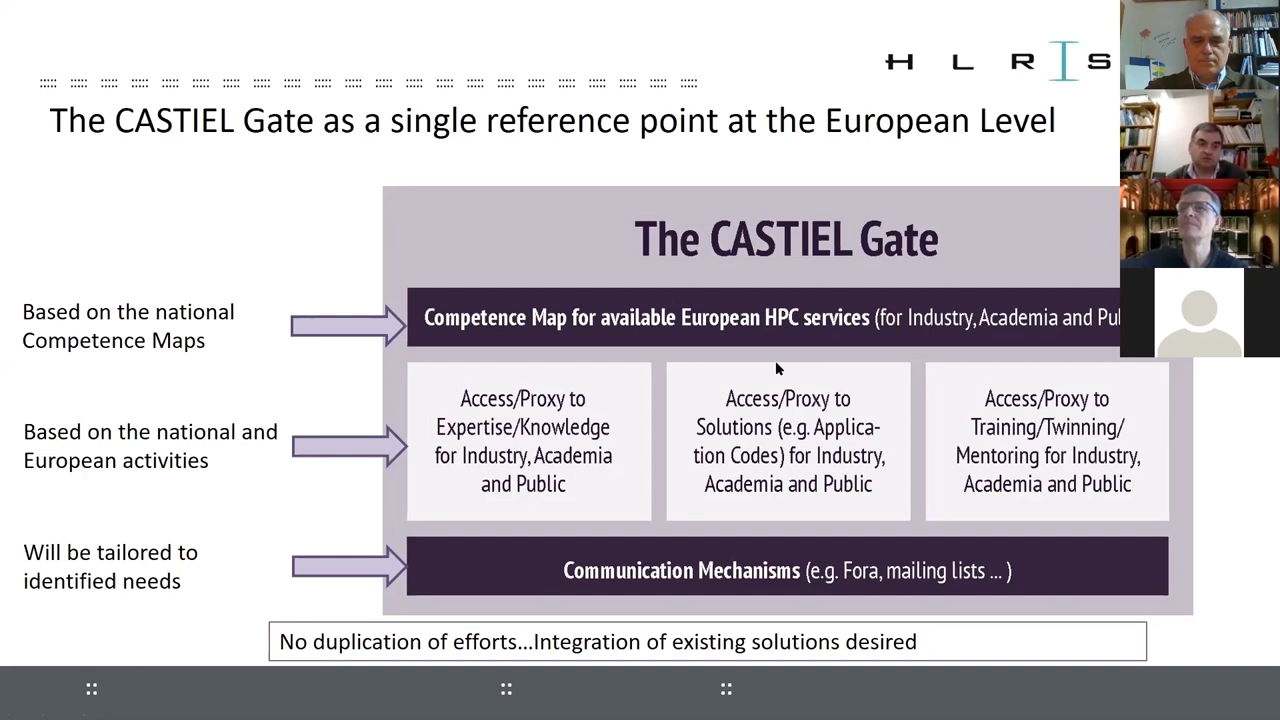 H L R I S
The CASTIEL Gate as a single reference point at the European Level
The CASTIEL Gate
Based on the national
Competence Maps
Competence Map for available European HPC services (for Industry, Academia and Pu
Based on the national and
European activities
Access/Proxy to
Expertise/Knowledge
for Industry, Academia
and Public
Access/Proxy to
Solutions (e.g. Applica-
tion Codes) for Industry,
Academia and Public
Access/Proxy to
Training/Twinning/
Mentoring for Industry,
Academia and Public
Will be tailored to
identified needs
Communication Mechanisms (e.g. Fora, mailing lists ... )
No duplication of efforts...Integration of existing solutions desired